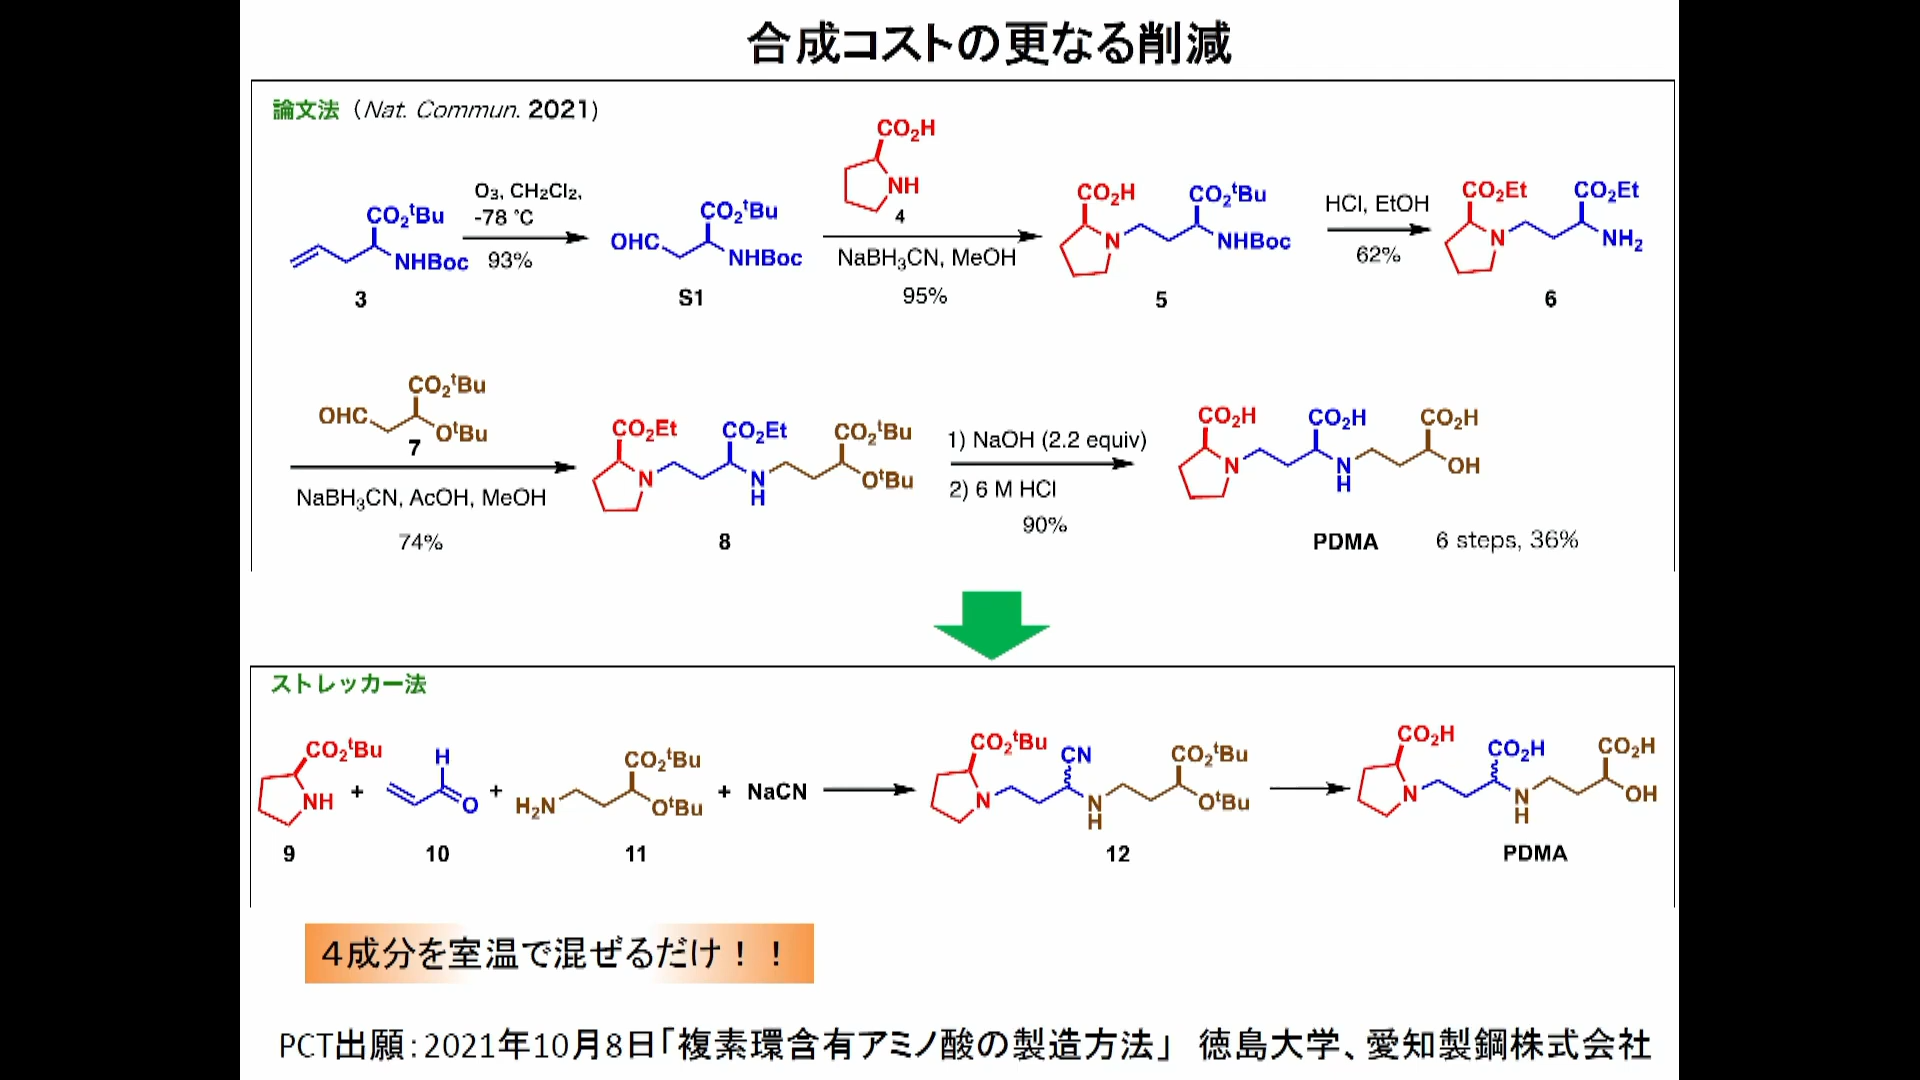 合成コストの更なる削減
論文法（Nat. Commun. 2021)
CO₂ᵗBu
NHBoc
3
O₃, CH₂Cl₂,
-78 ℃
93%
CO₂ᵗBu
OHC
NHBoc
S1
CO₂H
NH
4
NaBH₃CN, MeOH
95%
CO₂H
N
CO₂ᵗBu
NHBoc
5
HCl, EtOH
62%
CO₂Et
N
CO₂Et
NH₂
6
CO₂ᵗBu
OHC
OᵗBu
7
NaBH₃CN, AcOH, MeOH
74%
CO₂Et
N
CO₂Et
N
H
CO₂ᵗBu
OᵗBu
8
1) NaOH (2.2 equiv)
2) 6 M HCl
90%
CO₂H
N
CO₂H
N
H
CO₂H
OH
PDMA
6 steps, 36%
ストレッカー法
CO₂ᵗBu
NH
9
+
H
O
10
+
CO₂ᵗBu
H₂N
OᵗBu
11
+ NaCN
CO₂ᵗBu
N
CN
N
H
CO₂ᵗBu
OᵗBu
12
CO₂H
N
CO₂H
N
H
CO₂H
OH
PDMA
４成分を室温で混ぜるだけ！！
PCT出願：2021年10月8日「複素環含有アミノ酸の製造方法」 徳島大学、愛知製鋼株式会社